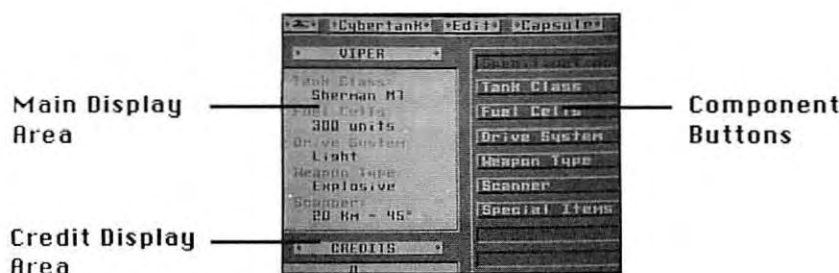 Cybertank Edit Capsule
VIPER
Tank Class:
Sherman M3
Fuel Cells:
300 units
Drive System
Light
Weapon Type
Explosive
Scanner:
20 Km - 45°
CREDITS
0
Tank Class
Fuel Cells
Drive System
Weapon Type
Scanner
Special Items
Main Display
Area
Credit Display
Area
Component
Buttons